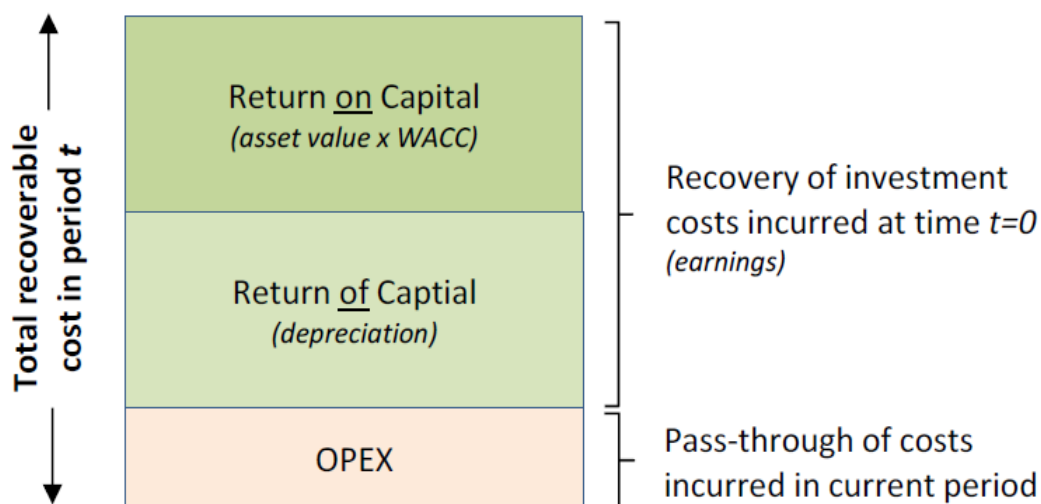 Total recoverable
cost in period t
Return on Capital
(asset value x WACC)
Return of Captial
(depreciation)
OPEX
Recovery of investment
costs incurred at time t=0
(earnings)
Pass-through of costs
incurred in current period